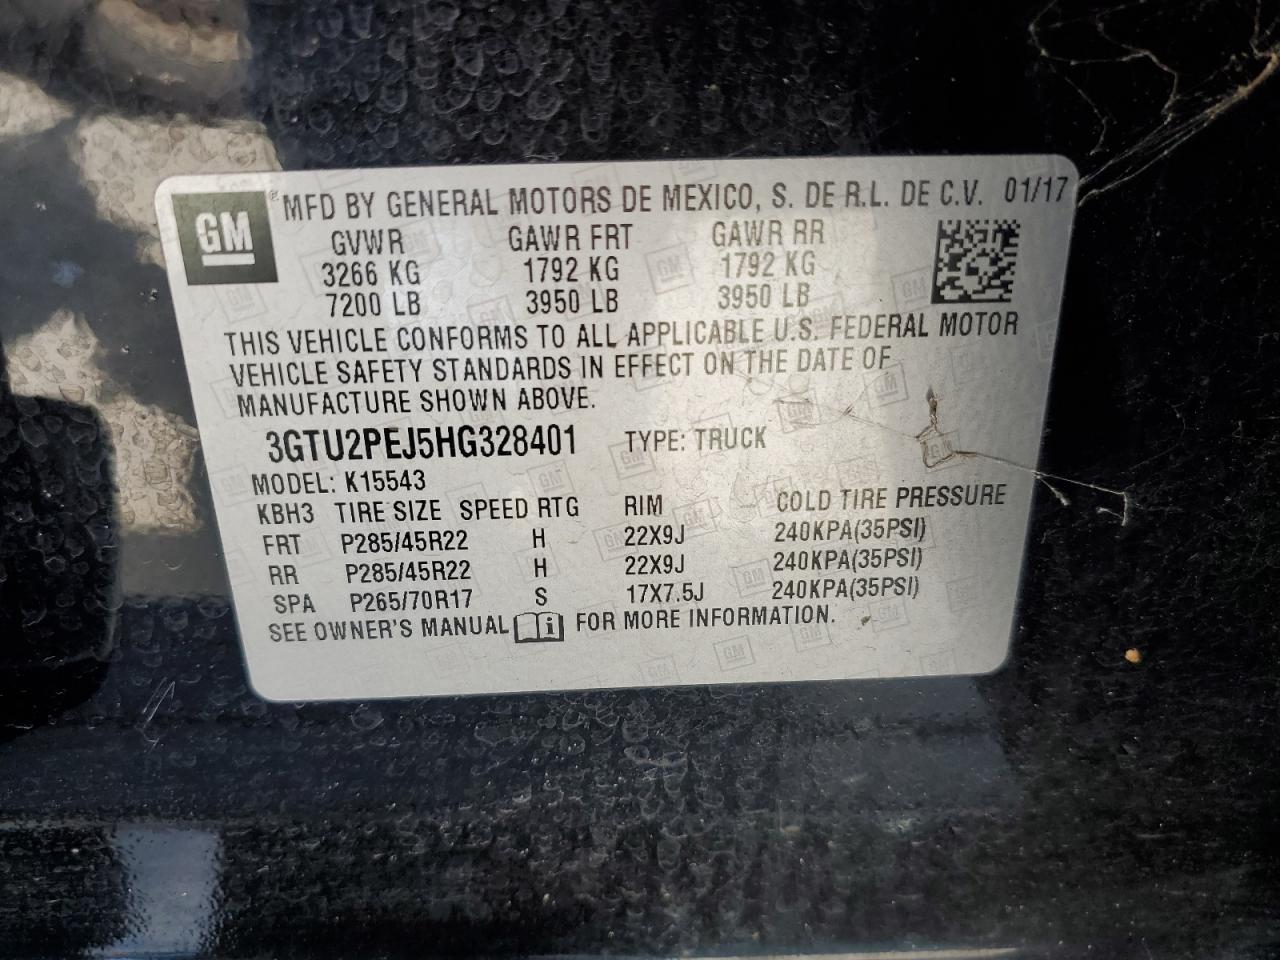 GM ® MFD BY GENERAL MOTORS DE MEXICO, S. DE R.L. DE C.V. 01/17
GVWR GAWR FRT GAWR RR
3266 KG 1792 KG 1792 KG
7200 LB 3950 LB 3950 LB
THIS VEHICLE CONFORMS TO ALL APPLICABLE U.S. FEDERAL MOTOR
VEHICLE SAFETY STANDARDS IN EFFECT ON THE DATE OF
MANUFACTURE SHOWN ABOVE.
3GTU2PEJ5HG328401 TYPE: TRUCK
MODEL: K15543
KBH3 TIRE SIZE SPEED RTG RIM COLD TIRE PRESSURE
FRT P285/45R22 H 22X9J 240KPA(35PSI)
RR P285/45R22 H 22X9J 240KPA(35PSI)
SPA P265/70R17 S 17X7.5J 240KPA(35PSI)
SEE OWNER'S MANUAL i FOR MORE INFORMATION.